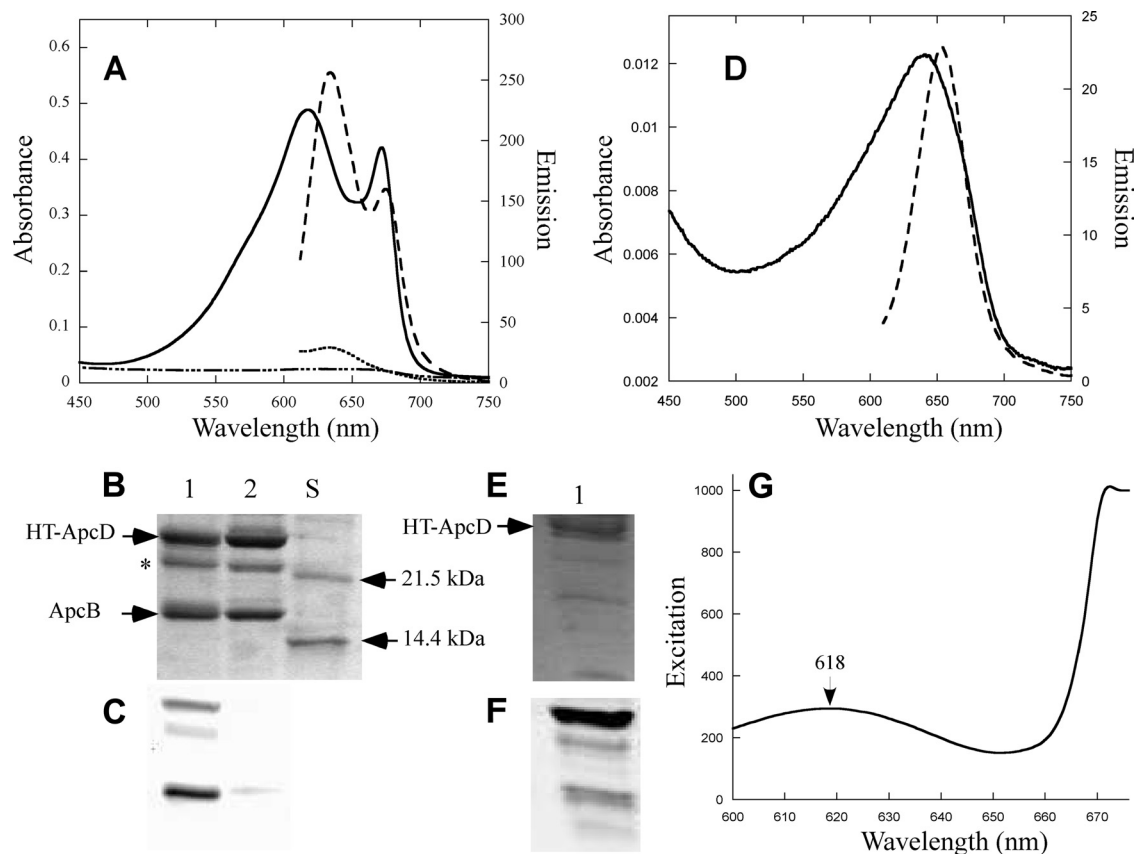 A
Absorbance
0.6
0.5
0.4
0.3
0.2
0.1
0
300
250
200
150
100
50
0
Emission
450 500 550 600 650 700 750
Wavelength (nm)
D
Absorbance
0.012
0.01
0.008
0.006
0.004
0.002
25
20
15
10
5
0
Emission
450 500 550 600 650 700 750
Wavelength (nm)
B
1 2 S
HT-ApcD
*
ApcB
21.5 kDa
14.4 kDa
C
E
1
HT-ApcD
F
G
Excitation
1000
800
600
400
200
0
618
600 610 620 630 640 650 660 670
Wavelength (nm)